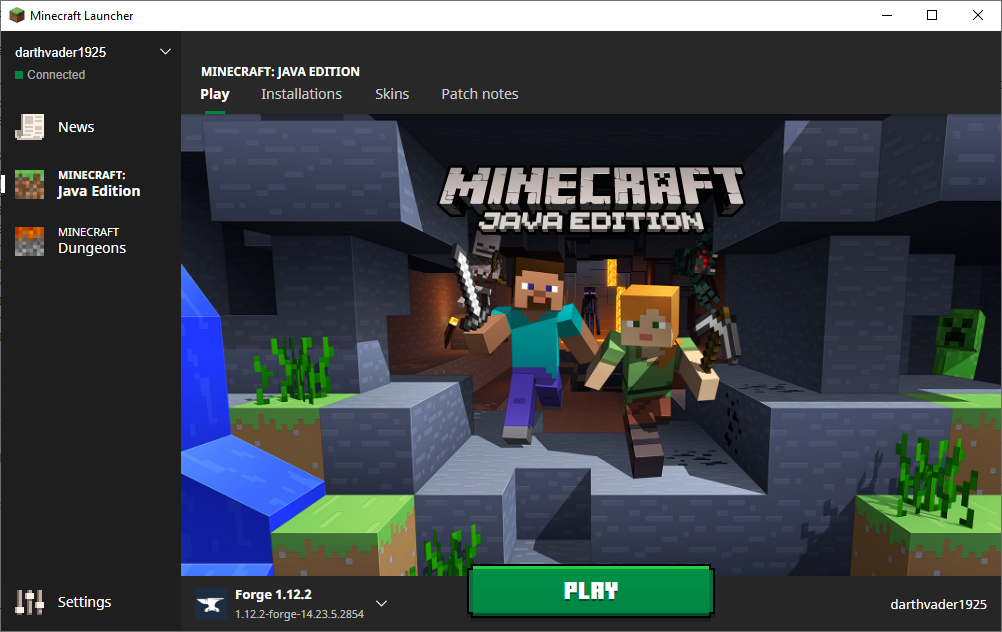 Minecraft Launcher
darthvader1925
Connected
News
MINECRAFT:
Java Edition
MINECRAFT
Dungeons
Settings
MINECRAFT: JAVA EDITION
Play Installations Skins Patch notes
MINECRAFT
JAVA EDITION
Forge 1.12.2
1.12.2-forge-14.23.5.2854
PLAY
darthvader1925